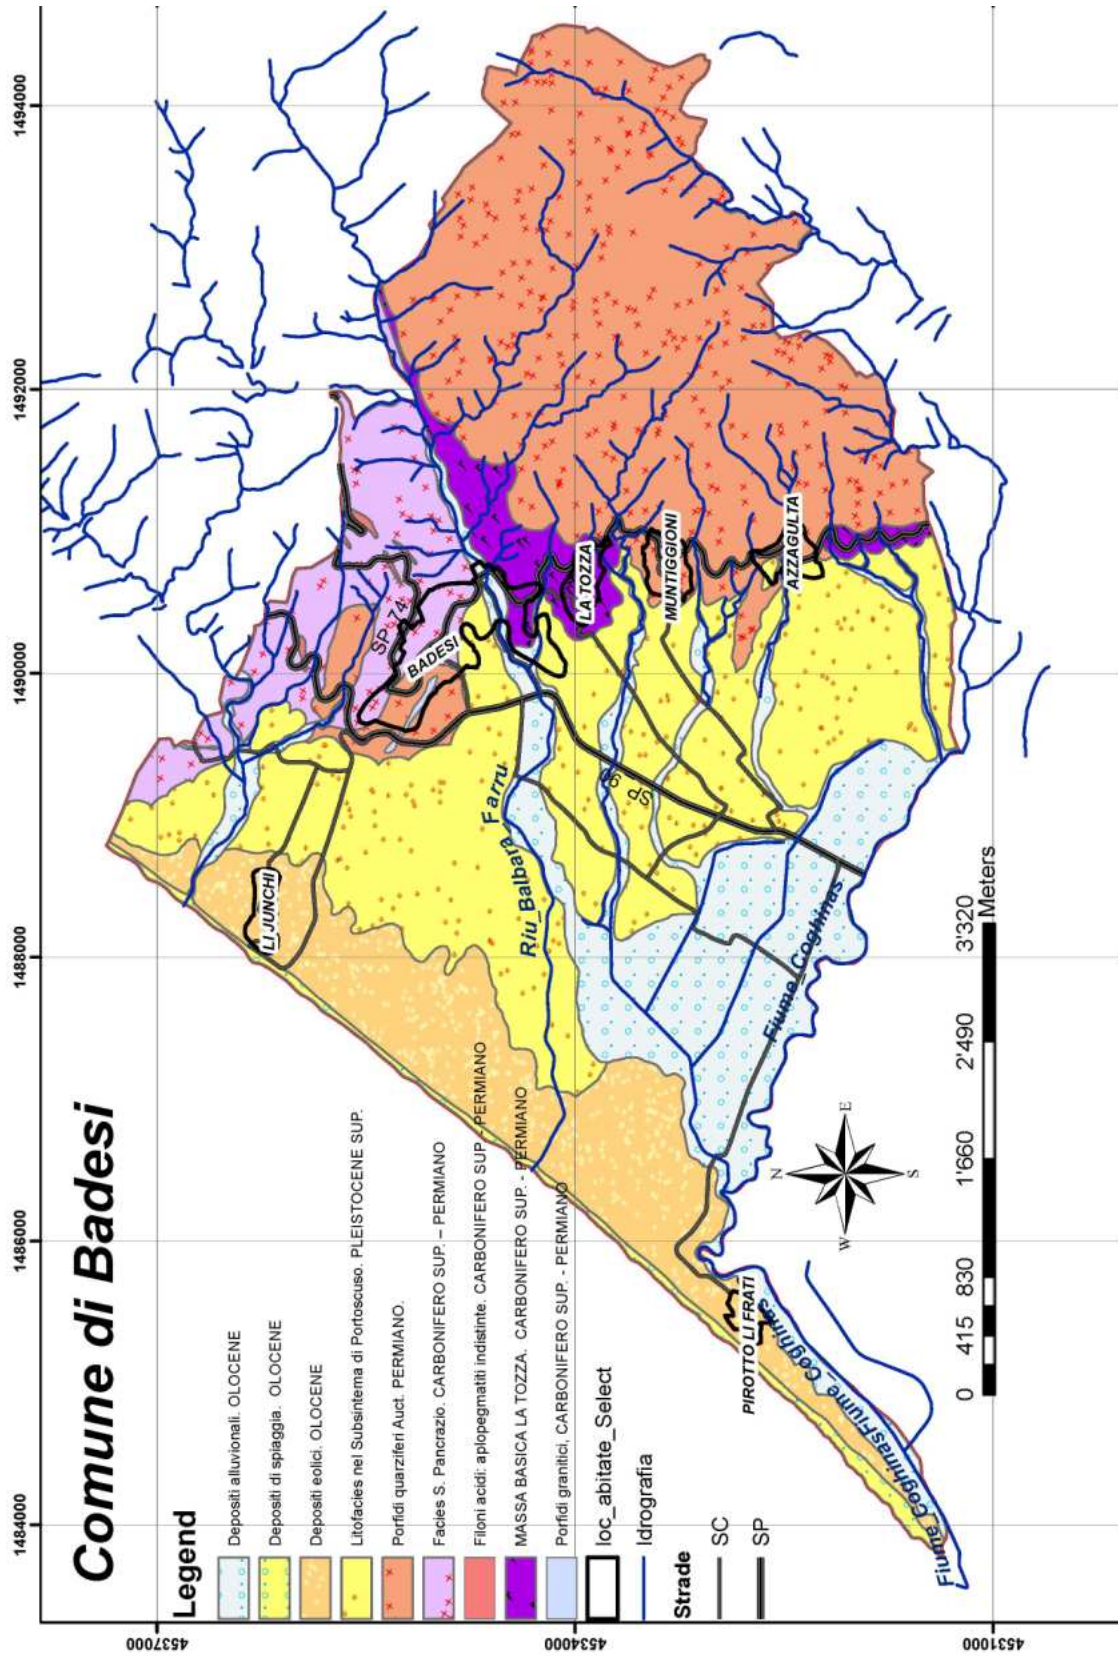 Comune di Badesi
Legend
Depositi alluvionali. OLOCENE
Depositi di spiaggia. OLOCENE
Depositi eolici. OLOCENE
Litofacies nel Subsintema di Portoscuso. PLEISTOCENE SUP.
Porfidi quarziferi Auct. PERMIANO.
Facies S. Pancrazio. CARBONIFERO SUP. – PERMIANO
Filoni acidi: aplopegmatiti indistinte. CARBONIFERO SUP. - PERMIANO
MASSA BASICA LA TOZZA. CARBONIFERO SUP. - PERMIANO
Porfidi granitici, CARBONIFERO SUP. - PERMIANO
loc_abitate_Select
Idrografia
Strade
SC
SP
1484000
1486000
1488000
1490000
1492000
1494000
4537000
4534000
4531000
LI JUNCHI
SP 74
BADESI
LA TOZZA
MUNTIGGIONI
AZZAGULTA
Riu_Balbara_Farru
SP 90
Fiume_Coghinas
PIROTTO LI FRATI
Fiume_Coghinas
Fiume_Coghinas
N
W
E
S
0 415 830 1'660 2'490 3'320
Meters